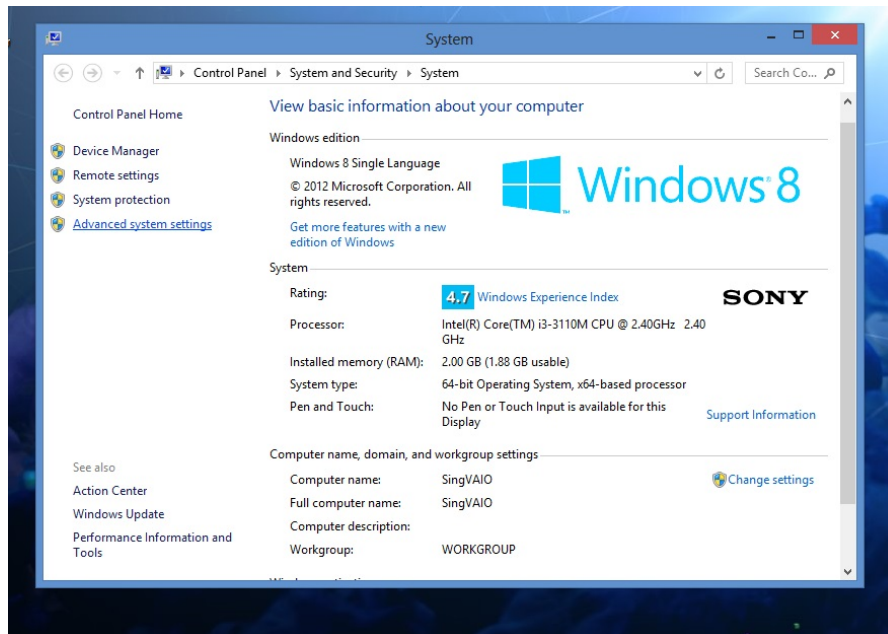 System
Control Panel ▸ System and Security ▸ System
Search Co...
Control Panel Home
Device Manager
Remote settings
System protection
Advanced system settings
See also
Action Center
Windows Update
Performance Information and
Tools
View basic information about your computer
Windows edition
Windows 8 Single Language
© 2012 Microsoft Corporation. All
rights reserved.
Get more features with a new
edition of Windows
Windows 8
System
Rating: 4.7 Windows Experience Index
SONY
Processor: Intel(R) Core(TM) i3-3110M CPU @ 2.40GHz 2.40
GHz
Installed memory (RAM): 2.00 GB (1.88 GB usable)
System type: 64-bit Operating System, x64-based processor
Pen and Touch: No Pen or Touch Input is available for this
Display
Support Information
Computer name, domain, and workgroup settings
Computer name: SingVAIO
Change settings
Full computer name: SingVAIO
Computer description:
Workgroup: WORKGROUP